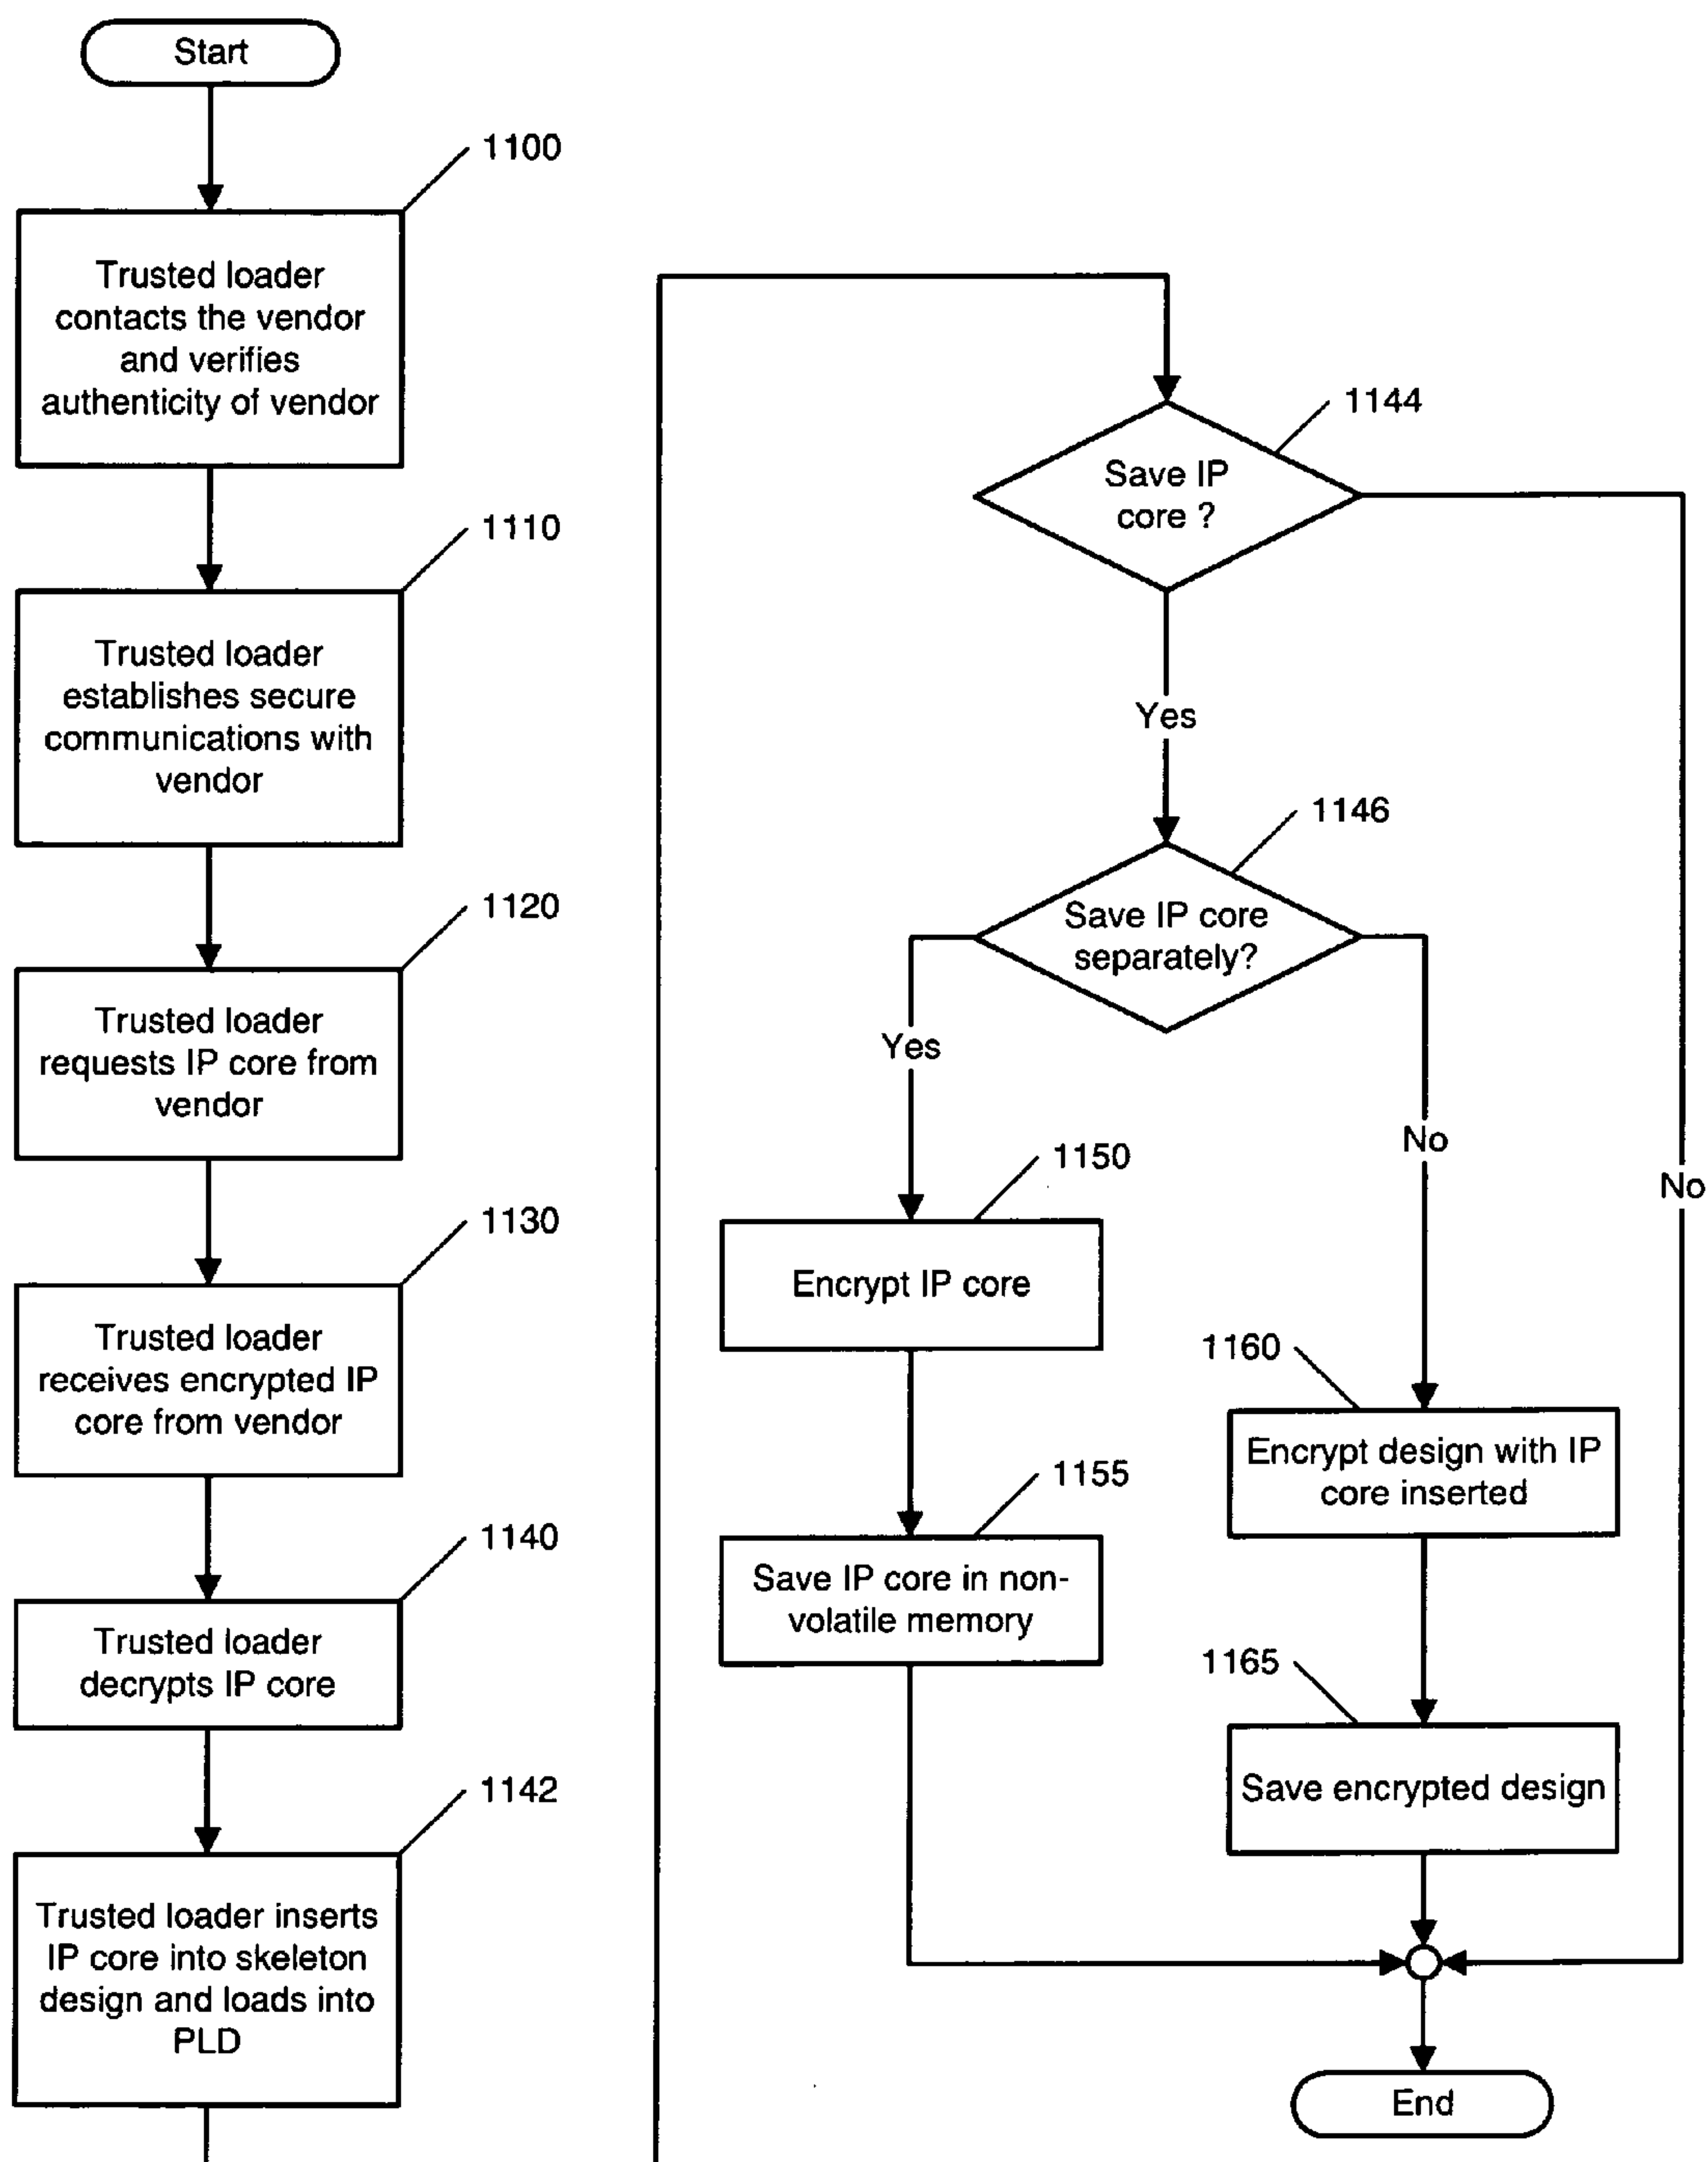 Start
1100
Trusted loader
contacts the vendor
and verifies
authenticity of vendor
1110
Trusted loader
establishes secure
communications with
vendor
1120
Trusted loader
requests IP core from
vendor
1130
Trusted loader
receives encrypted IP
core from vendor
1140
Trusted loader
decrypts IP core
1142
Trusted loader inserts
IP core into skeleton
design and loads into
PLD
1144
Save IP
core ?
Yes
No
1146
Save IP core
separately?
Yes
No
1150
Encrypt IP core
1155
Save IP core in non-
volatile memory
1160
Encrypt design with IP
core inserted
1165
Save encrypted design
End